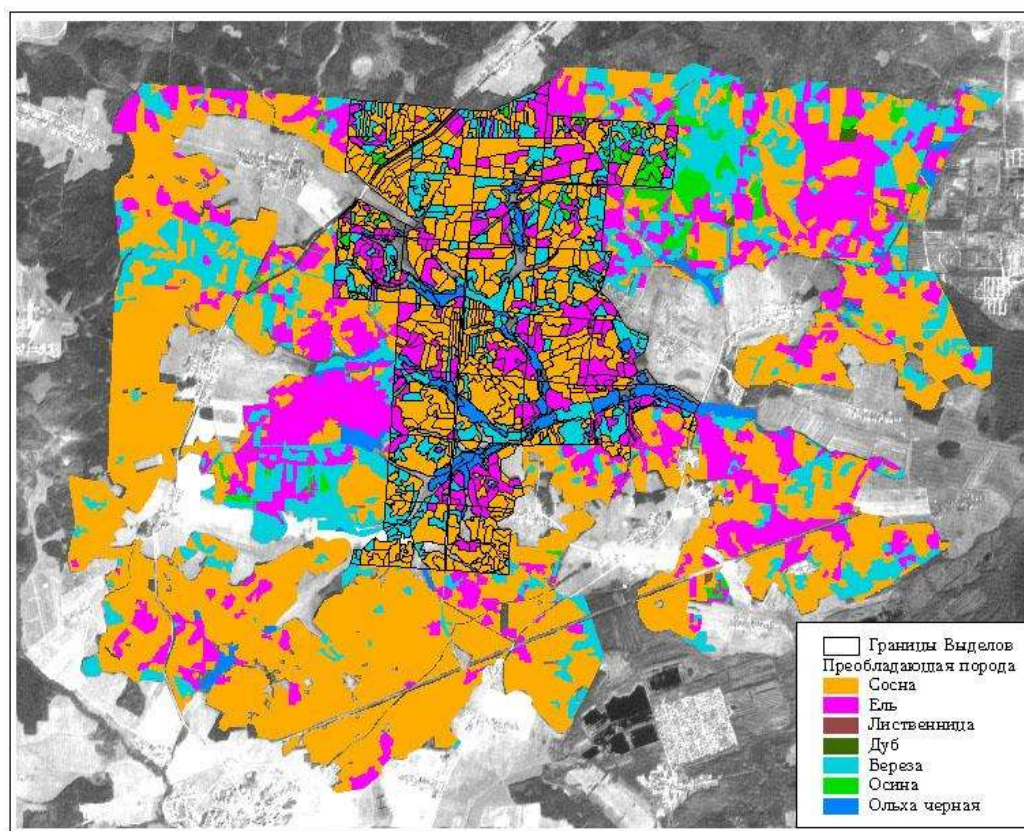 Границы Выделов
Преобладающая порода
Сосна
Ель
Лиственница
Дуб
Береза
Осина
Ольха черная